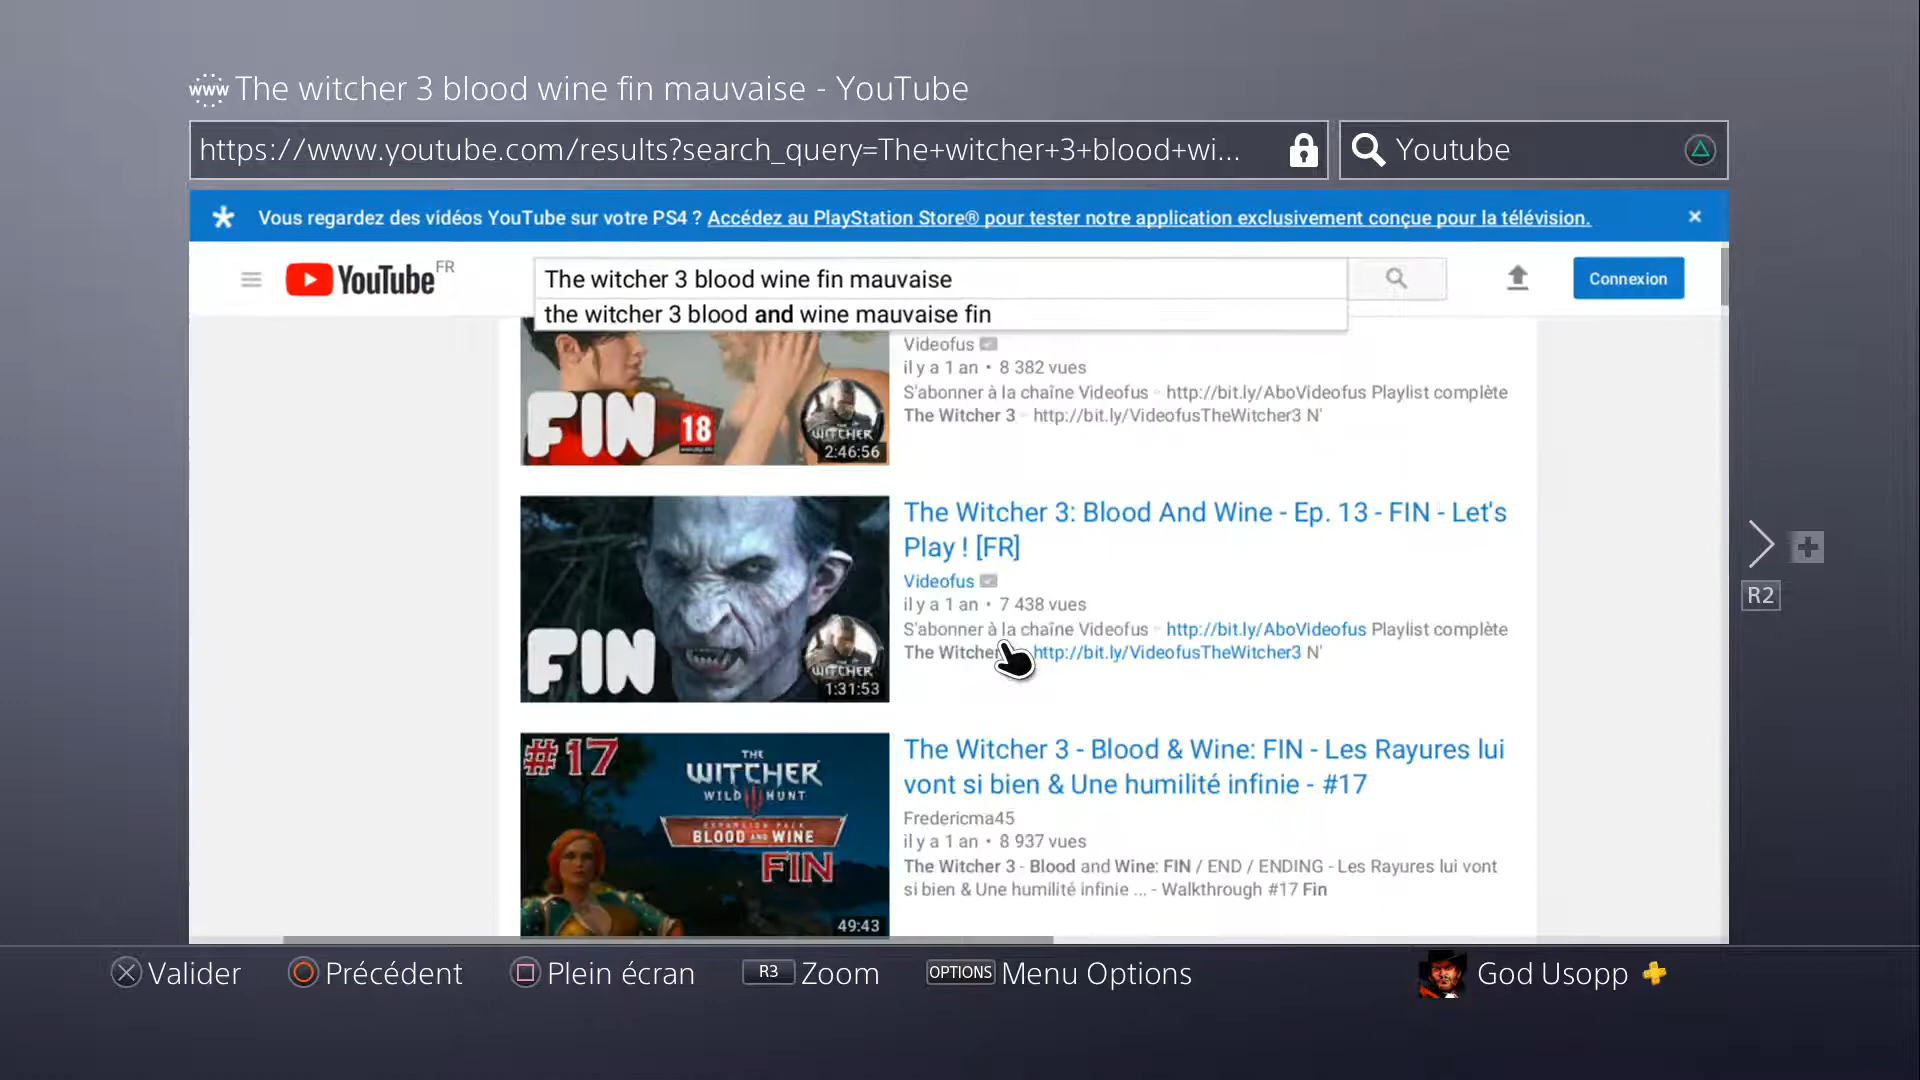 www The witcher 3 blood wine fin mauvaise - YouTube
https://www.youtube.com/results?search_query=The+witcher+3+blood+wi...
Youtube
Vous regardez des vidéos YouTube sur votre PS4 ? Accédez au PlayStation Store® pour tester notre application exclusivement conçue pour la télévision.
YouTube FR
The witcher 3 blood wine fin mauvaise
Connexion
the witcher 3 blood and wine mauvaise fin
FIN
18
WITCHER
2:46:56
Videofus
il y a 1 an • 8 382 vues
S'abonner à la chaîne Videofus - http://bit.ly/AboVideofus Playlist complète
The Witcher 3 - http://bit.ly/VideofusTheWitcher3 N'
FIN
WITCHER
1:31:53
The Witcher 3: Blood And Wine - Ep. 13 - FIN - Let's
Play ! [FR]
Videofus
il y a 1 an • 7 438 vues
S'abonner à la chaîne Videofus - http://bit.ly/AboVideofus Playlist complète
The Witcher http://bit.ly/VideofusTheWitcher3 N'
#17
THE
WITCHER
WILD HUNT
EXPANSION PACK
BLOOD AND WINE
FIN
49:43
The Witcher 3 - Blood & Wine: FIN - Les Rayures lui
vont si bien & Une humilité infinie - #17
Fredericma45
il y a 1 an • 8 937 vues
The Witcher 3 - Blood and Wine: FIN / END / ENDING - Les Rayures lui vont
si bien & Une humilité infinie ... - Walkthrough #17 Fin
R2
Valider
Précédent
Plein écran
R3 Zoom
OPTIONS Menu Options
God Usopp